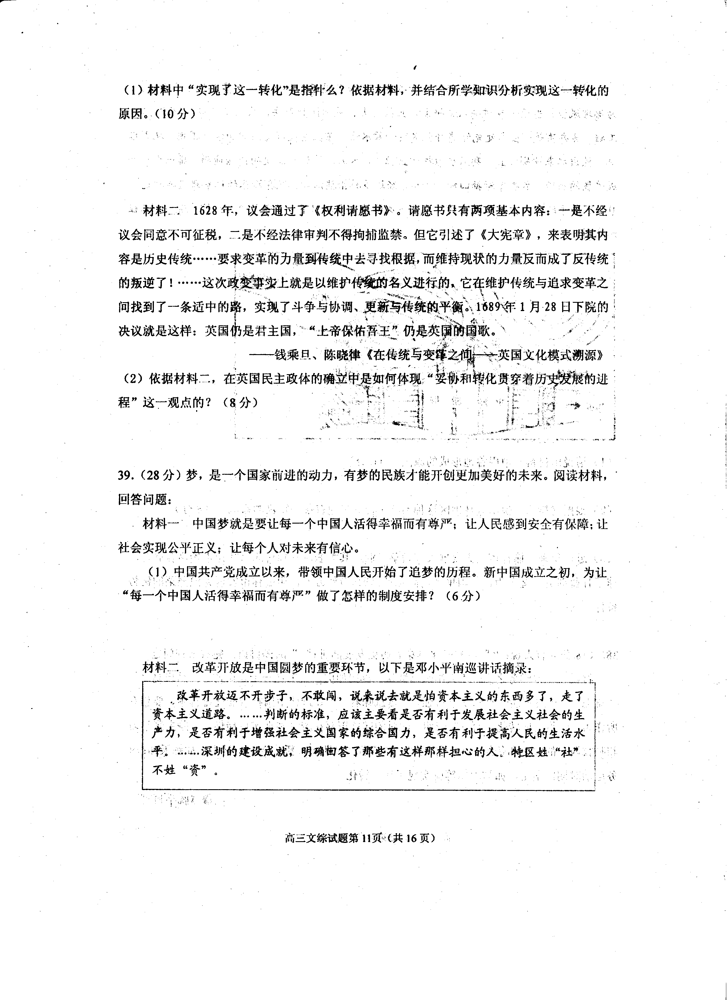 （1）材料中“实现了这一转化”是指什么？依据材料，并结合所学知识分析实现这一转化的
原因。（10分）
材料二 1628年，议会通过了《权利请愿书》。请愿书只有两项基本内容：一是不经
议会同意不可征税，二是不经法律审判不得拘捕监禁。但它引述了《大宪章》，来表明其内
容是历史传统……要求变革的力量到传统中去寻找根据，而维持现状的力量反而成了反传统
的叛逆了！……这次政变事实上就是以维护传统的名义进行的，它在维护传统与追求变革之
间找到了一条适中的路，实现了斗争与协调、更新与传统的平衡。1689年1月28日下院的
决议就是这样：英国仍是君主国，“上帝保佑吾王”仍是英国的国歌。
——钱乘旦、陈晓律《在传统与变革之间——英国文化模式溯源》
（2）依据材料二，在英国民主政体的确立中是如何体现“妥协和转化贯穿着历史发展的进
程”这一观点的？（8分）
39.（28分）梦，是一个国家前进的动力，有梦的民族才能开创更加美好的未来。阅读材料，
回答问题：
材料一 中国梦就是要让每一个中国人活得幸福而有尊严；让人民感到安全有保障；让
社会实现公平正义；让每个人对未来有信心。
（1）中国共产党成立以来，带领中国人民开始了追梦的历程。新中国成立之初，为让
“每一个中国人活得幸福而有尊严”做了怎样的制度安排？（6分）
材料二 改革开放是中国圆梦的重要环节，以下是邓小平南巡讲话摘录：
改革开放迈不开步子，不敢闯，说来说去就是怕资本主义的东西多了，走了
资本主义道路。……判断的标准，应该主要看是否有利于发展社会主义社会的生
产力，是否有利于增强社会主义国家的综合国力，是否有利于提高人民的生活水
平。……深圳的建设成就，明确回答了那些有这样那样担心的人。特区姓“社”
不姓“资”。
高三文综试题第11页（共16页）